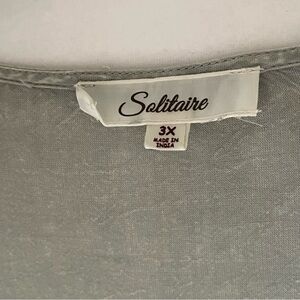 Solitaire
3X
MADE IN
INDIA